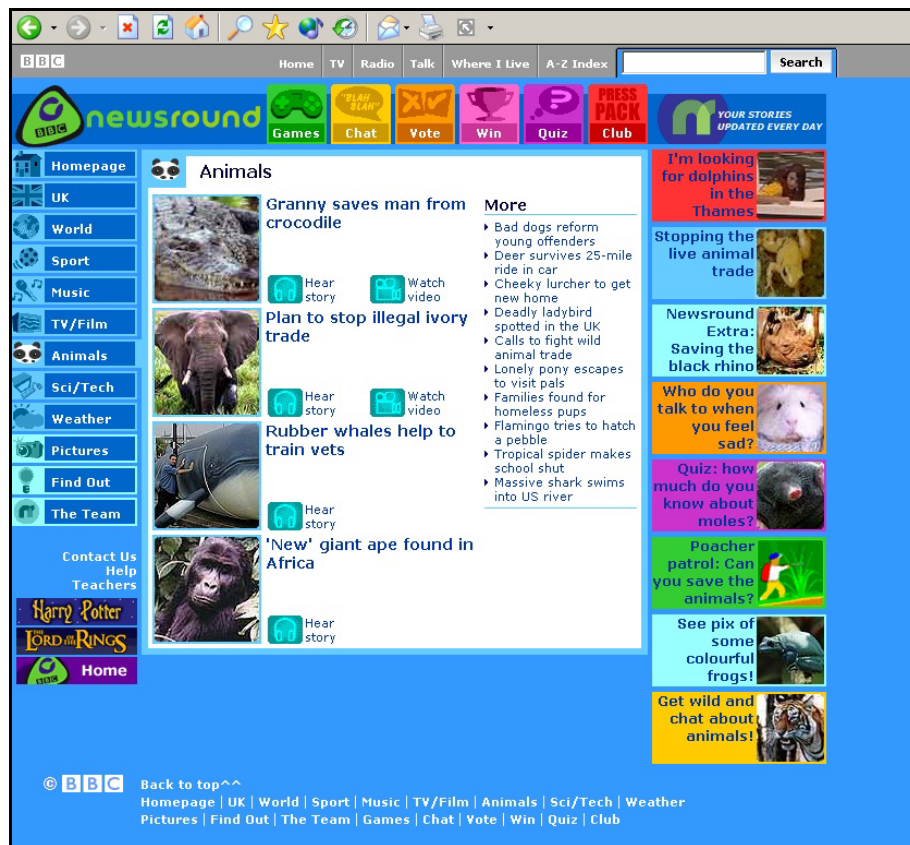 BBC
Home TV Radio Talk Where I Live A-Z Index
Search
BBC
newsround
Games
"BLAH BLAH"
Chat
Vote
Win
Quiz
PRESS
PACK
Club
YOUR STORIES
UPDATED EVERY DAY
Homepage
UK
World
Sport
Music
TV/Film
Animals
Sci/Tech
Weather
Pictures
Find Out
The Team
Contact Us
Help
Teachers
Harry Potter
THE
LORD OF THE RINGS
BBC
Home
Animals
Granny saves man from
crocodile
Hear
story
Watch
video
Plan to stop illegal ivory
trade
Hear
story
Watch
video
Rubber whales help to
train vets
Hear
story
'New' giant ape found in
Africa
Hear
story
More
Bad dogs reform
young offenders
Deer survives 25-mile
ride in car
Cheeky lurcher to get
new home
Deadly ladybird
spotted in the UK
Calls to fight wild
animal trade
Lonely pony escapes
to visit pals
Families found for
homeless pups
Flamingo tries to hatch
a pebble
Tropical spider makes
school shut
Massive shark swims
into US river
I'm looking
for dolphins
in the
Thames
Stopping the
live animal
trade
Newsround
Extra:
Saving the
black rhino
Who do you
talk to when
you feel
sad?
Quiz: how
much do you
know about
moles?
Poacher
patrol: Can
you save the
animals?
See pix of
some
colourful
frogs!
Get wild and
chat about
animals!
© BBC
Back to top^^
Homepage | UK | World | Sport | Music | TV/Film | Animals | Sci/Tech | Weather
Pictures | Find Out | The Team | Games | Chat | Vote | Win | Quiz | Club